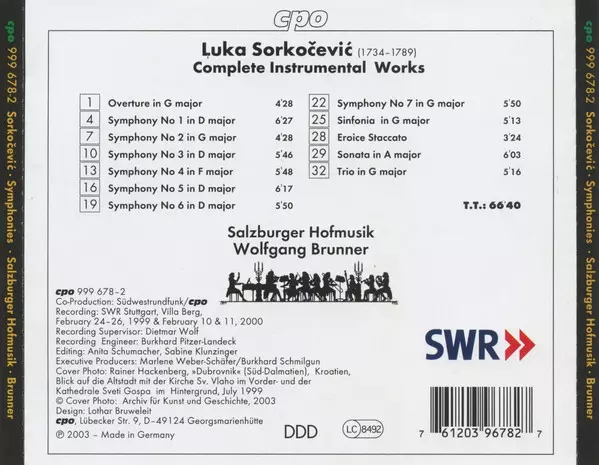 cpo
Luka Sorkočević (1734–1789)
Complete Instrumental Works
1 Overture in G major 4'28
4 Symphony No 1 in D major 6'27
7 Symphony No 2 in G major 4'28
10 Symphony No 3 in D major 5'46
13 Symphony No 4 in F major 5'48
16 Symphony No 5 in D major 6'17
19 Symphony No 6 in D major 5'50
22 Symphony No 7 in G major 5'50
25 Sinfonia in G major 5'13
28 Eroice Staccato 3'24
29 Sonata in A major 6'03
32 Trio in G major 5'16
T.T.: 66'40
Salzburger Hofmusik
Wolfgang Brunner
cpo 999 678–2
Co-Production: Südwestrundfunk/cpo
Recording: SWR Stuttgart, Villa Berg,
February 24–26, 1999 & February 10 & 11, 2000
Recording Supervisor: Dietmar Wolf
Recording Engineer: Burkhard Pitzer-Landeck
Editing: Anita Schumacher, Sabine Klunzinger
Executive Producers: Marlene Weber-Schäfer/Burkhard Schmilgun
Cover Photo: Rainer Hackenberg, »Dubrovnik« (Süd-Dalmatien), Kroatien,
Blick auf die Altstadt mit der Kirche Sv. Vlaho im Vorder- und der
Kathedrale Sveti Gospa im Hintergrund, July 1999
© Cover Photo: Archiv für Kunst und Geschichte, 2003
Design: Lothar Bruweleit
cpo, Lübecker Str. 9, D–49124 Georgsmarienhütte
℗ 2003 – Made in Germany
DDD
LC 8492
SWR
7 61203 96782 7
cpo 999 678-2 Sorkočević · Symphonies · Salzburger Hofmusik · Brunner
cpo 999 678-2 Sorkočević · Symphonies · Salzburger Hofmusik · Brunner